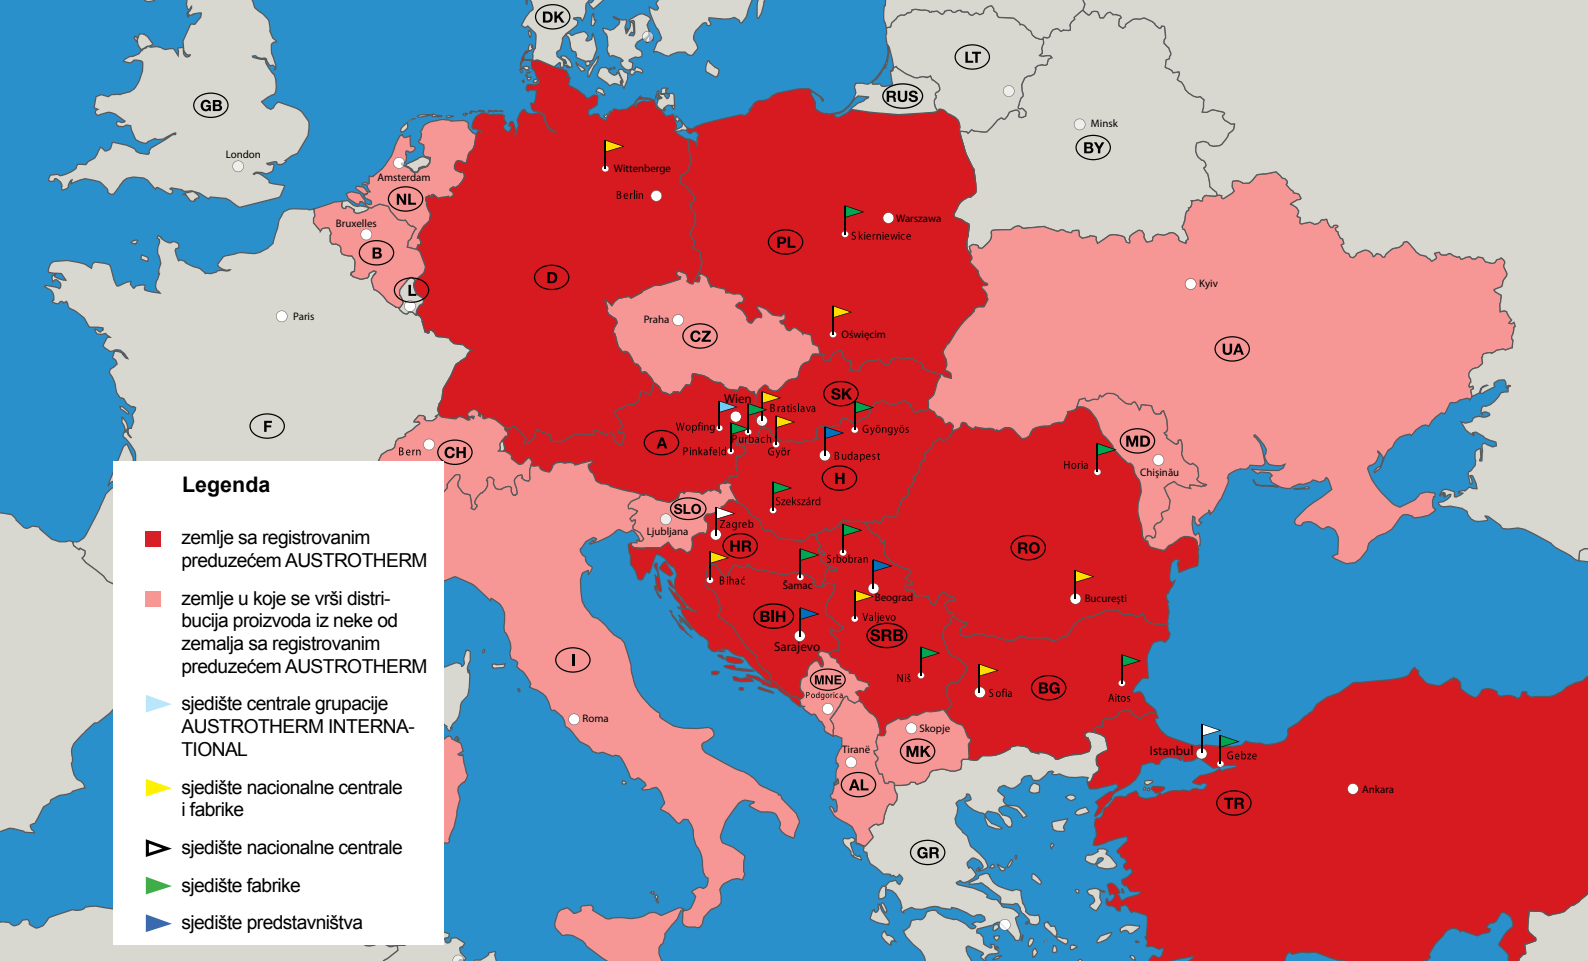 DK
LT
GB
RUS
Minsk
BY
London
Wittenberge
Amsterdam
Berlin
NL
Bruxelles
Warszawa
Skierniewice
B
PL
D
L
Kyiv
Paris
Praha
Oświęcim
CZ
UA
SK
Wien
Bratislava
F
Wopfing
Purbach
Gyöngyös
MD
A
Bern
CH
Pinkafeld
Győr
Budapest
Horia
Chişinău
H
Legenda
Szekszárd
SLO
Zagreb
Ljubljana
zemlje sa registrovanim
preduzećem AUSTROTHERM
HR
RO
Srbobran
Bihać
Šamac
Beograd
Bucureşti
zemlje u koje se vrši distri-
bucija proizvoda iz neke od
zemalja sa registrovanim
preduzećem AUSTROTHERM
BIH
Valjevo
SRB
Sarajevo
I
MNE
Niš
Podgorica
Sofia
BG
Aitos
sjedište centrale grupacije
AUSTROTHERM INTERNA-
TIONAL
Roma
Skopje
Tiranë
MK
Istanbul
Gebze
AL
Ankara
TR
sjedište nacionalne centrale
i fabrike
sjedište nacionalne centrale
GR
sjedište fabrike
sjedište predstavništva